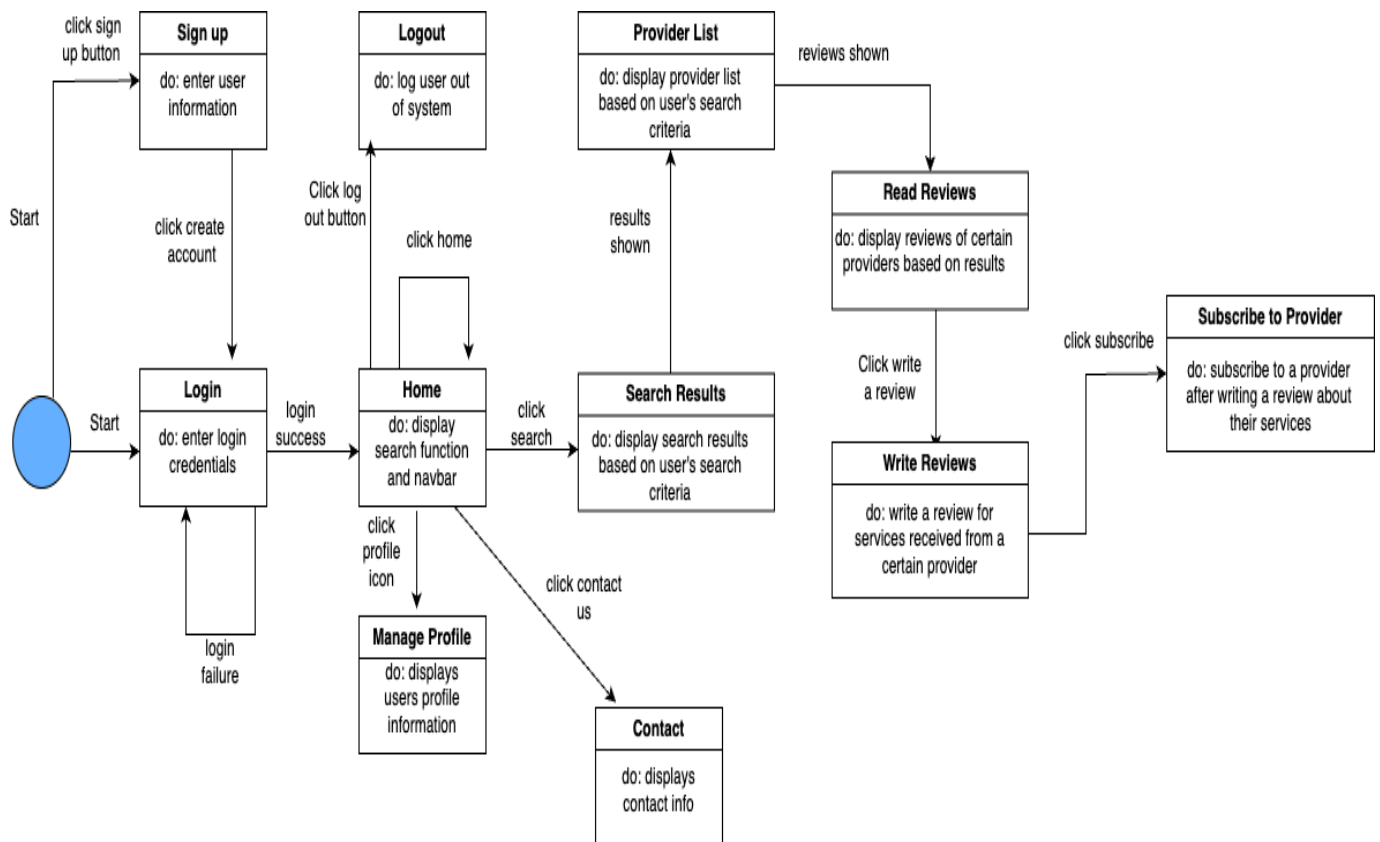 click sign
up button
Sign up
do: enter user
information
Logout
do: log user out
of system
Provider List
do: display provider list
based on user's search
criteria
reviews shown
Start
click create
account
Click log
out button
click home
results
shown
Read Reviews
do: display reviews of certain
providers based on results
Click write
a review
click subscribe
Subscribe to Provider
do: subscribe to a provider
after writing a review about
their services
Start
Login
do: enter login
credentials
login
success
Home
do: display
search function
and navbar
click
search
Search Results
do: display search results
based on user's search
criteria
Write Reviews
do: write a review for
services received from a
certain provider
login
failure
click
profile
icon
click contact
us
Manage Profile
do: displays
users profile
information
Contact
do: displays
contact info